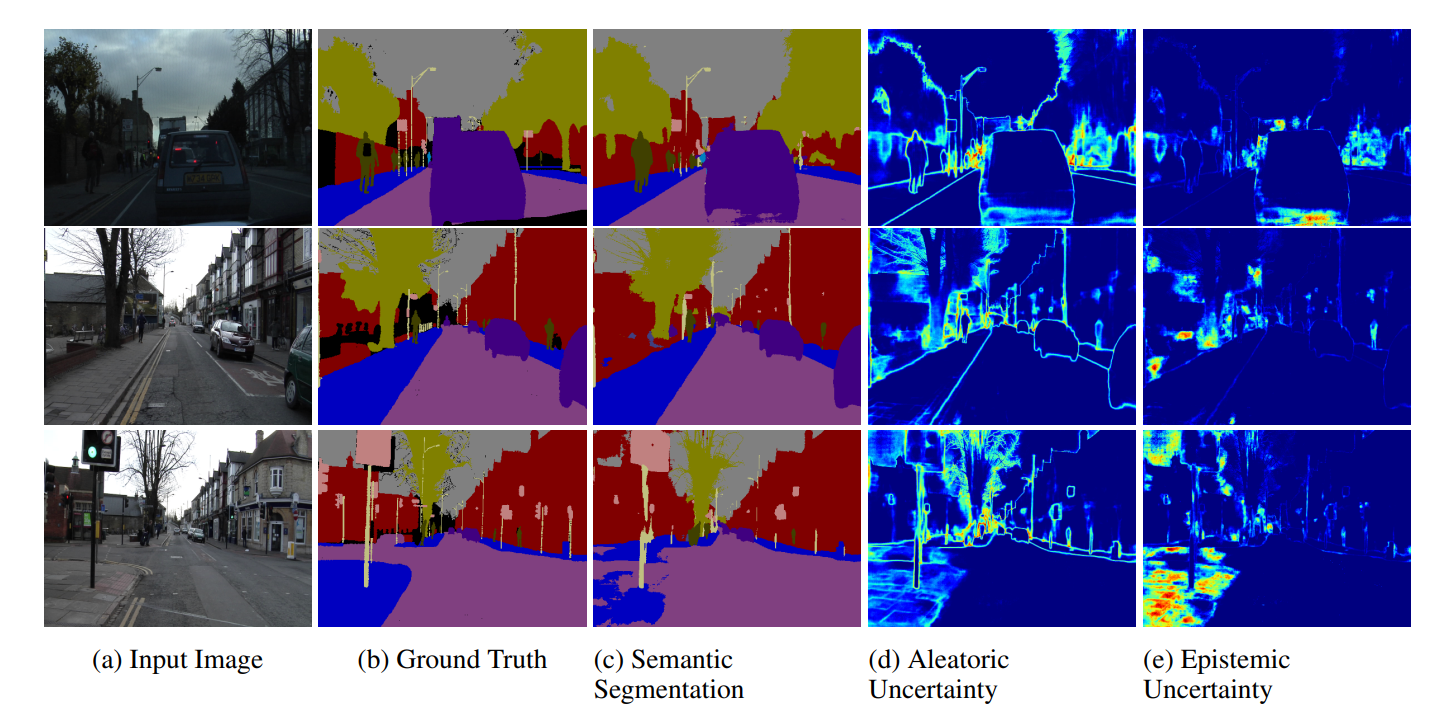 (a) Input Image
(b) Ground Truth
(c) Semantic
Segmentation
(d) Aleatoric
Uncertainty
(e) Epistemic
Uncertainty